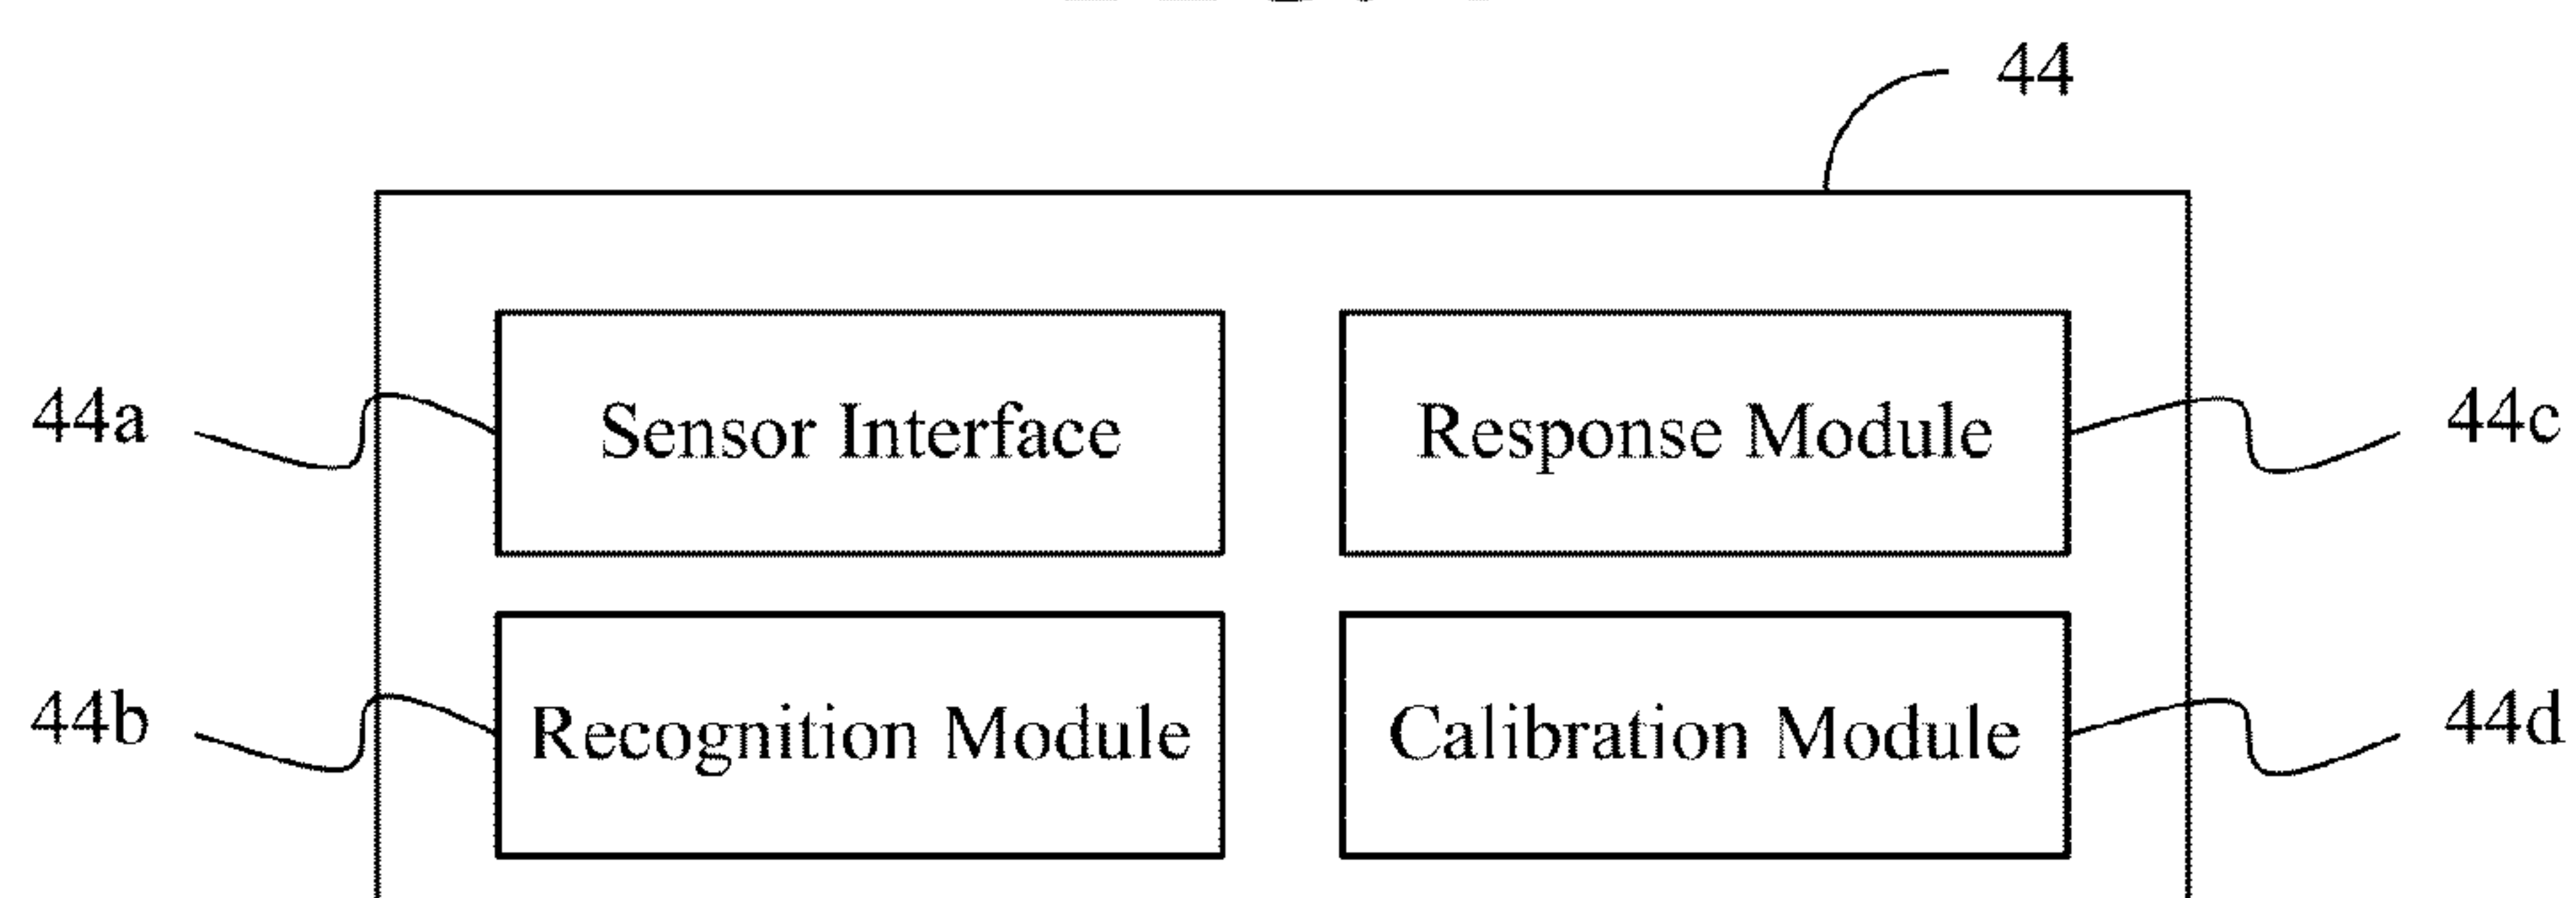 44
44a Sensor Interface Response Module 44c
44b Recognition Module Calibration Module 44d